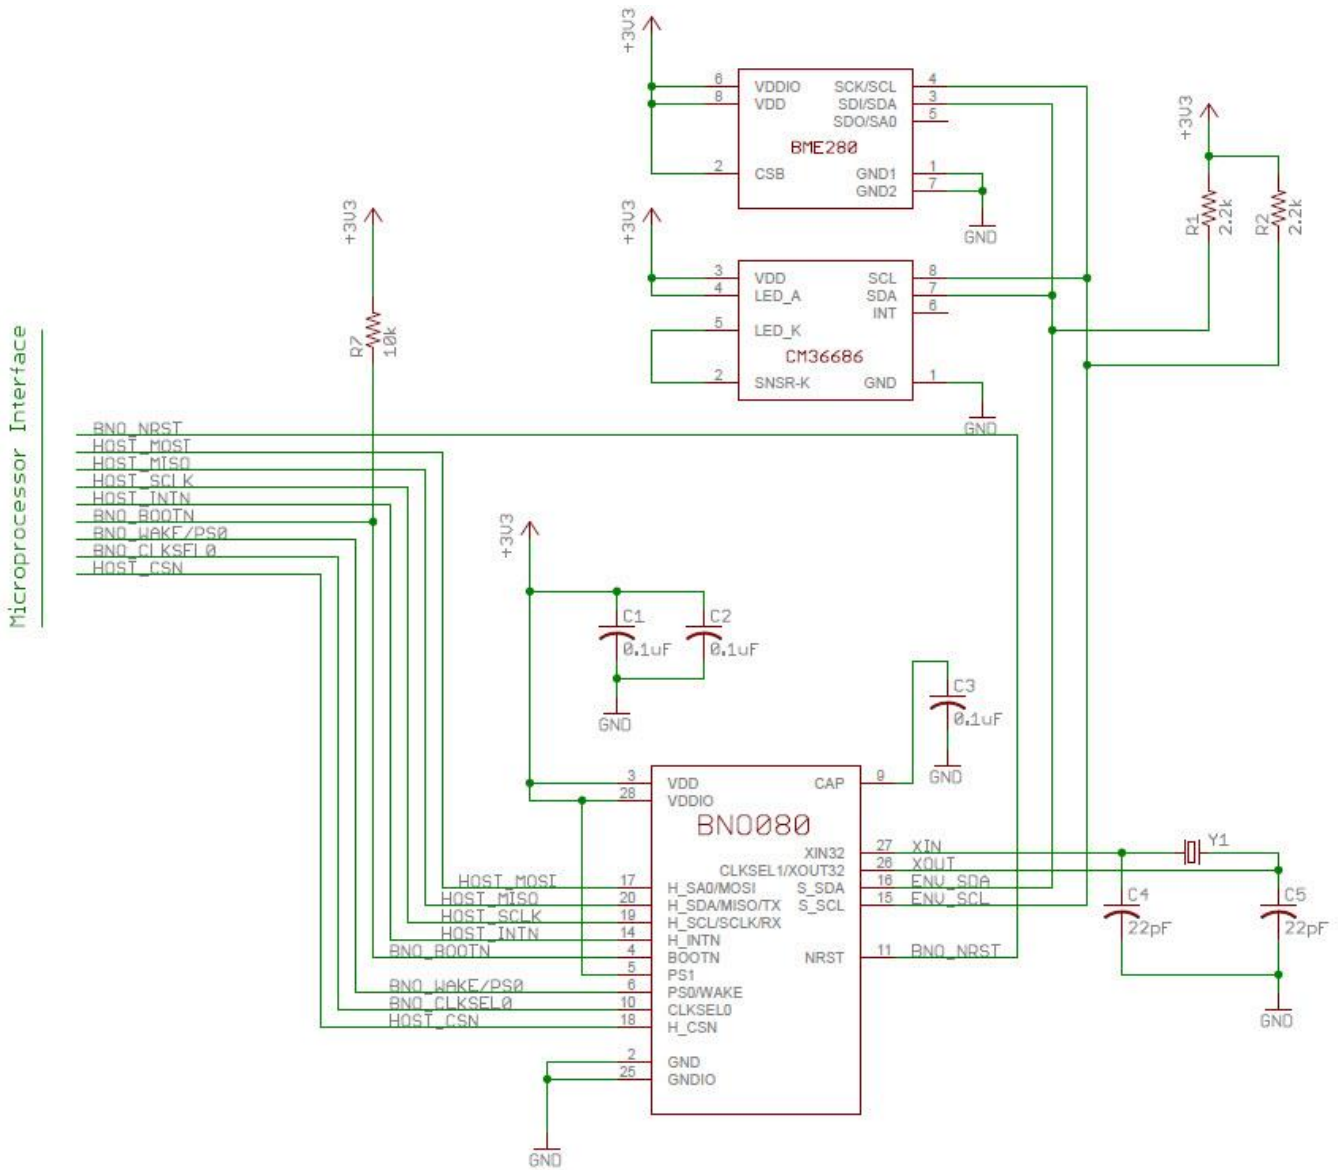 +3V3
6 VDDIO SCK/SCL 4
8 VDD SDI/SDA 3
SDO/SA0 5
BME280
2 CSB GND1 1
GND2 7
GND
+3V3
R1 2.2k
R2 2.2k
+3V3
3 VDD SCL 8
4 LED_A SDA 7
INT 6
5 LED_K
CM36686
2 SNSR-K GND 1
GND
+3V3
R7 10k
Microprocessor Interface
BNO_NRST
HOST_MOSI
HOST_MISO
HOST_SCLK
HOST_INTN
BNO_BOOTN
BNO_WAKE/PS0
BNO_CLKSEL0
HOST_CSN
+3V3
C1 C2
0.1uF 0.1uF
GND
C3
0.1uF
GND
3 VDD CAP 9
28 VDDIO
BNO080
XIN32 27 XIN Y1
CLKSEL1/XOUT32 26 XOUT
HOST_MOSI 17 H_SA0/MOSI S_SDA 16 ENV_SDA
HOST_MISO 20 H_SDA/MISO/TX S_SCL 15 ENV_SCL
C4 C5
22pF 22pF
HOST_SCLK 19 H_SCL/SCLK/RX
HOST_INTN 14 H_INTN
BNO_BOOTN 4 BOOTN NRST 11 BNO_NRST
5 PS1
BNO_WAKE/PS0 6 PS0/WAKE
BNO_CLKSEL0 10 CLKSEL0
HOST_CSN 18 H_CSN
GND
2 GND
25 GNDIO
GND